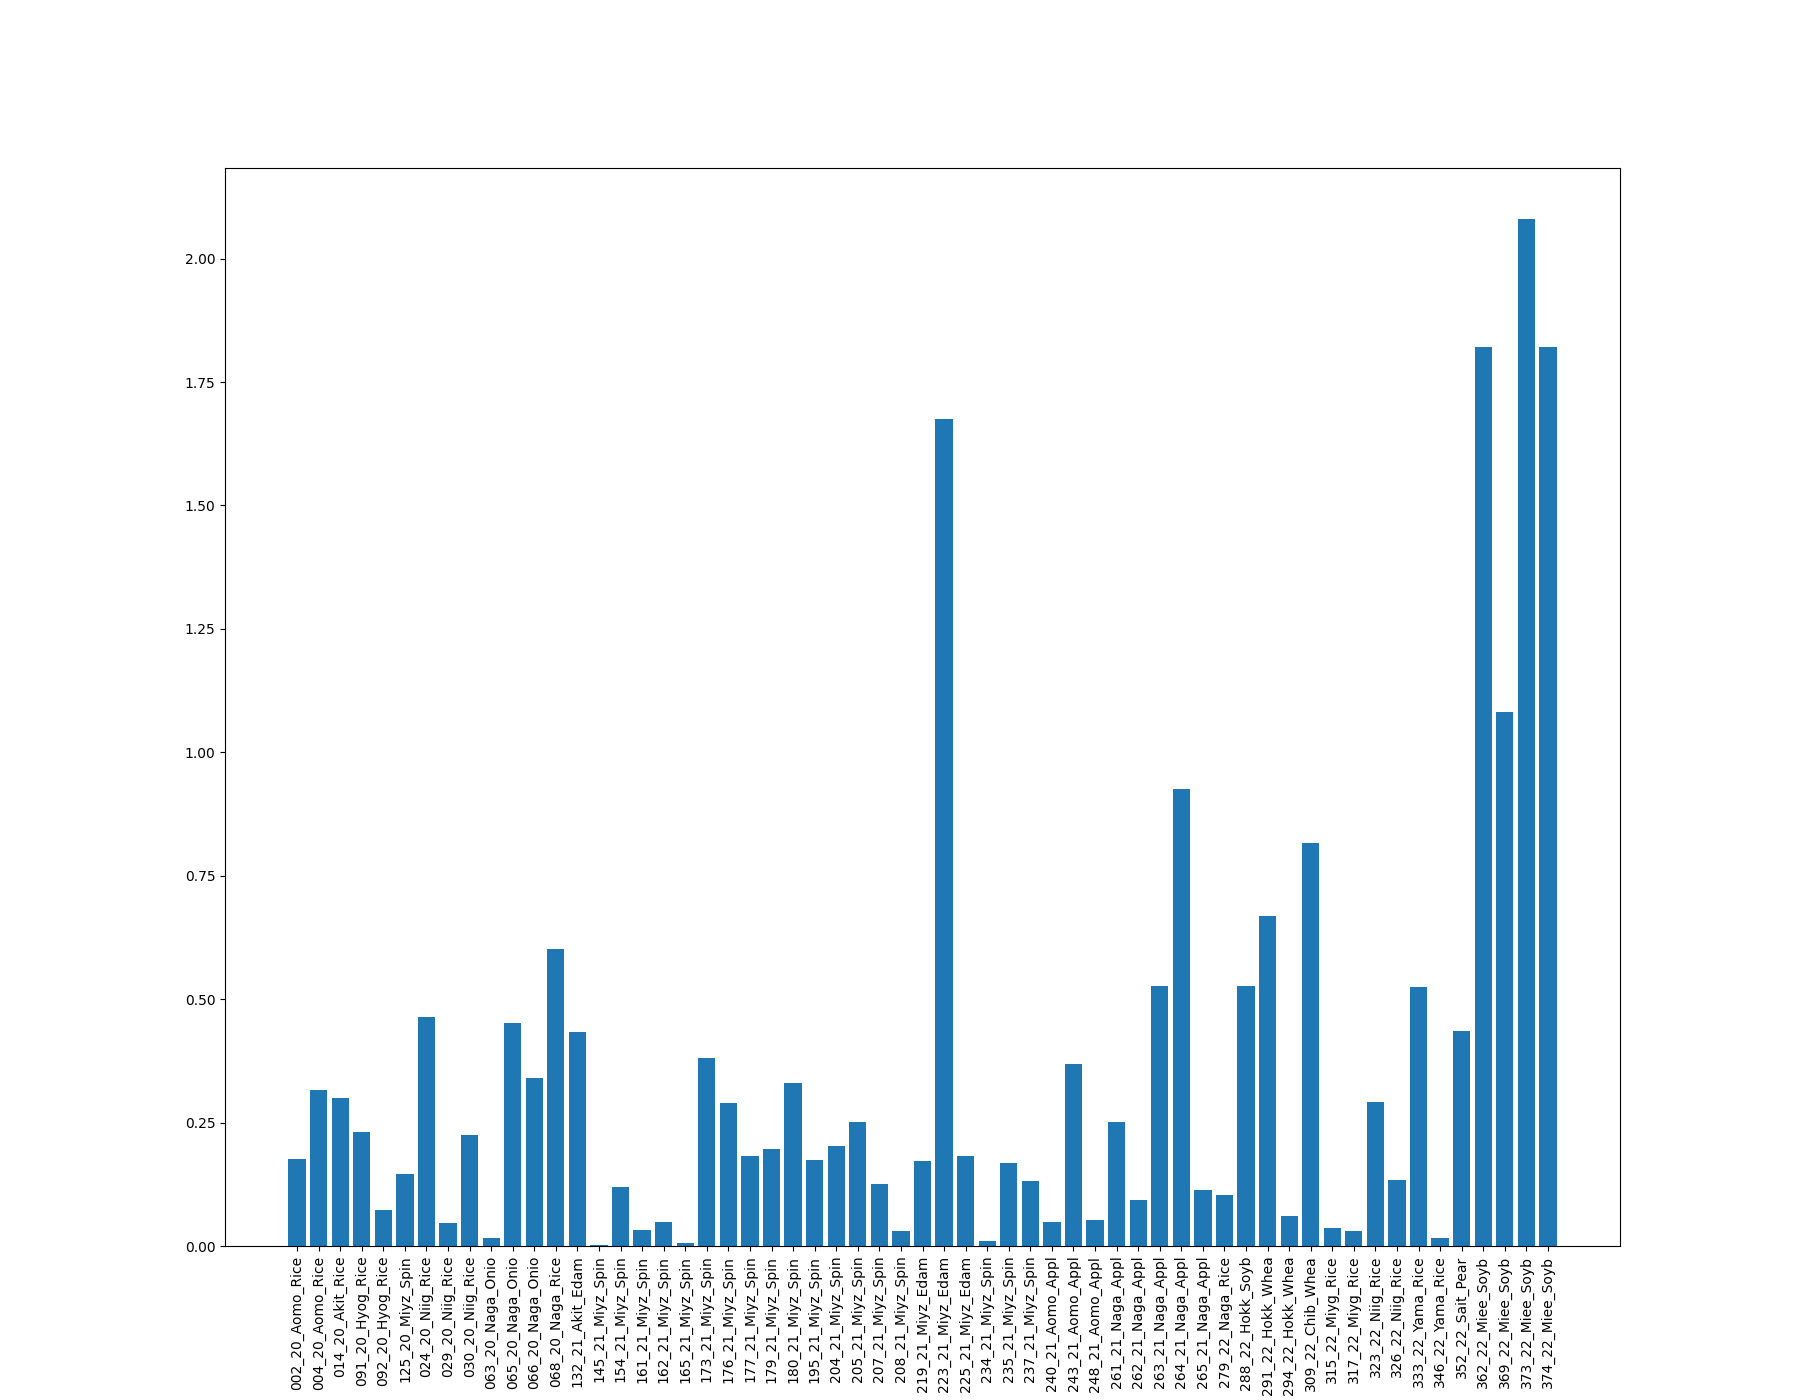 2.00
1.75
1.50
1.25
1.00
0.75
0.50
0.25
0.00
002_20_Aomo_Rice
004_20_Aomo_Rice
014_20_Akit_Rice
091_20_Hyog_Rice
092_20_Hyog_Rice
125_20_Miyz_Spin
024_20_Niig_Rice
029_20_Niig_Rice
030_20_Niig_Rice
063_20_Naga_Onio
065_20_Naga_Onio
066_20_Naga_Onio
068_20_Naga_Rice
132_21_Akit_Edam
145_21_Miyz_Spin
154_21_Miyz_Spin
161_21_Miyz_Spin
162_21_Miyz_Spin
165_21_Miyz_Spin
173_21_Miyz_Spin
176_21_Miyz_Spin
177_21_Miyz_Spin
179_21_Miyz_Spin
180_21_Miyz_Spin
195_21_Miyz_Spin
204_21_Miyz_Spin
205_21_Miyz_Spin
207_21_Miyz_Spin
208_21_Miyz_Spin
219_21_Miyz_Edam
223_21_Miyz_Edam
225_21_Miyz_Edam
234_21_Miyz_Spin
235_21_Miyz_Spin
237_21_Miyz_Spin
240_21_Aomo_Appl
243_21_Aomo_Appl
248_21_Aomo_Appl
261_21_Naga_Appl
262_21_Naga_Appl
263_21_Naga_Appl
264_21_Naga_Appl
265_21_Naga_Appl
279_22_Naga_Rice
288_22_Hokk_Soyb
291_22_Hokk_Whea
294_22_Hokk_Whea
309_22_Chib_Whea
315_22_Miyg_Rice
317_22_Miyg_Rice
323_22_Niig_Rice
326_22_Niig_Rice
333_22_Yama_Rice
346_22_Yama_Rice
352_22_Sait_Pear
362_22_Miee_Soyb
369_22_Miee_Soyb
373_22_Miee_Soyb
374_22_Miee_Soyb